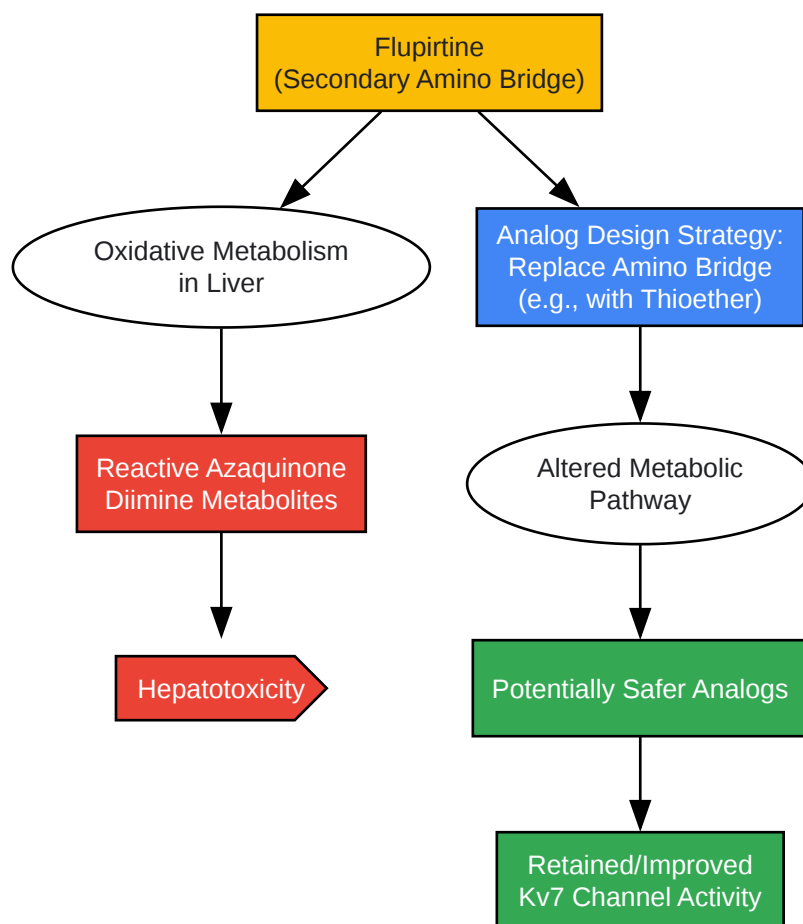 Flupirtine
(Secondary Amino Bridge)
Oxidative Metabolism
in Liver
Analog Design Strategy:
Replace Amino Bridge
(e.g., with Thioether)
Reactive Azaquinone
Diimine Metabolites
Altered Metabolic
Pathway
Hepatotoxicity
Potentially Safer Analogs
Retained/Improved
Kv7 Channel Activity